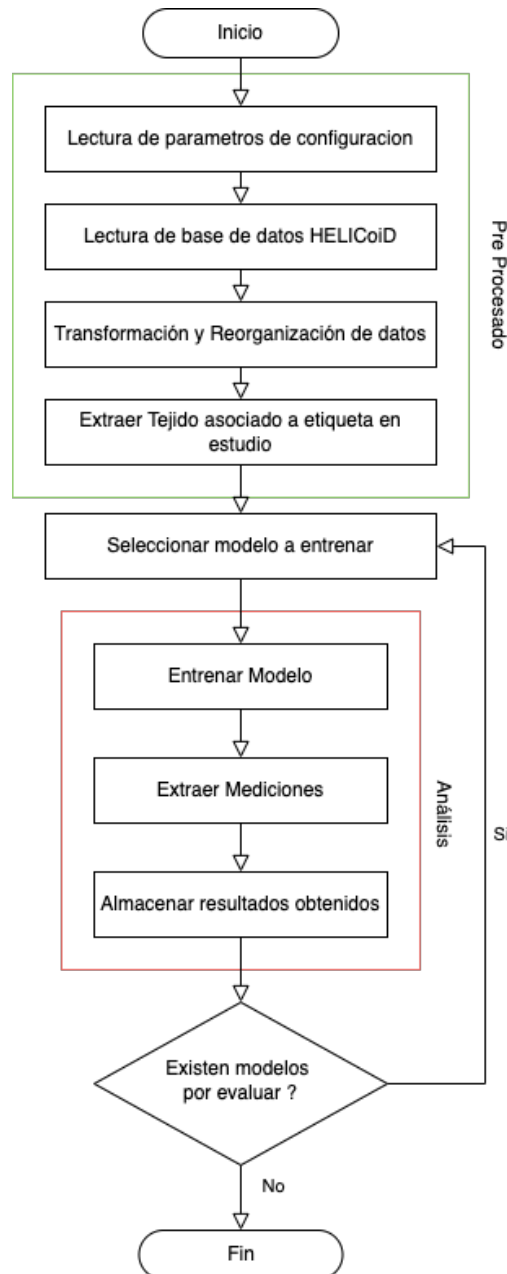 Inicio
Lectura de parametros de configuracion
Lectura de base de datos HELICoiD
Pre Procesado
Transformación y Reorganización de datos
Extraer Tejido asociado a etiqueta en
estudio
Seleccionar modelo a entrenar
Entrenar Modelo
Extraer Mediciones
Análisis
Si
Almacenar resultados obtenidos
Existen modelos
por evaluar ?
No
Fin